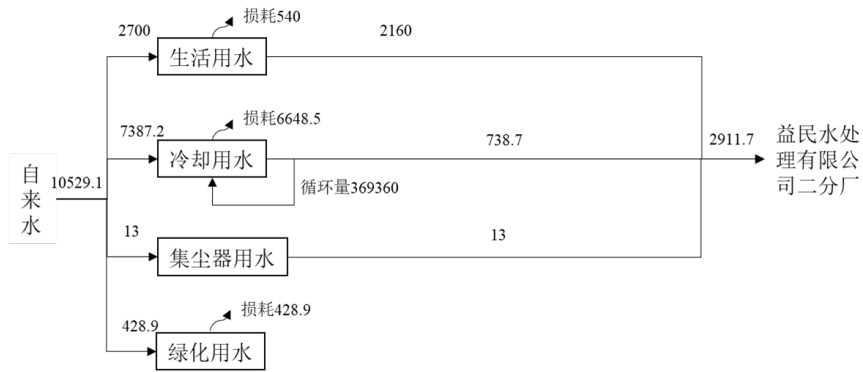 损耗540
2700
2160
生活用水
损耗6648.5
7387.2
738.7
2911.7
冷却用水
益民水处
理有限公
司二分厂
自
来
水
10529.1
循环量369360
13
13
集尘器用水
损耗428.9
428.9
绿化用水